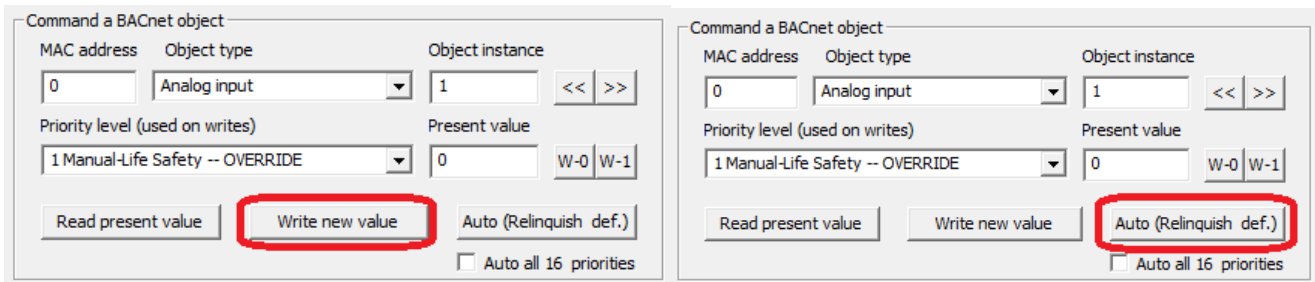 Command a BACnet object
MAC address Object type Object instance
0 Analog input 1 << >>
Priority level (used on writes) Present value
1 Manual-Life Safety -- OVERRIDE 0 W-0 W-1
Read present value Write new value Auto (Relinquish def.)
Auto all 16 priorities
Command a BACnet object
MAC address Object type Object instance
0 Analog input 1 << >>
Priority level (used on writes) Present value
1 Manual-Life Safety -- OVERRIDE 0 W-0 W-1
Read present value Write new value Auto (Relinquish def.)
Auto all 16 priorities